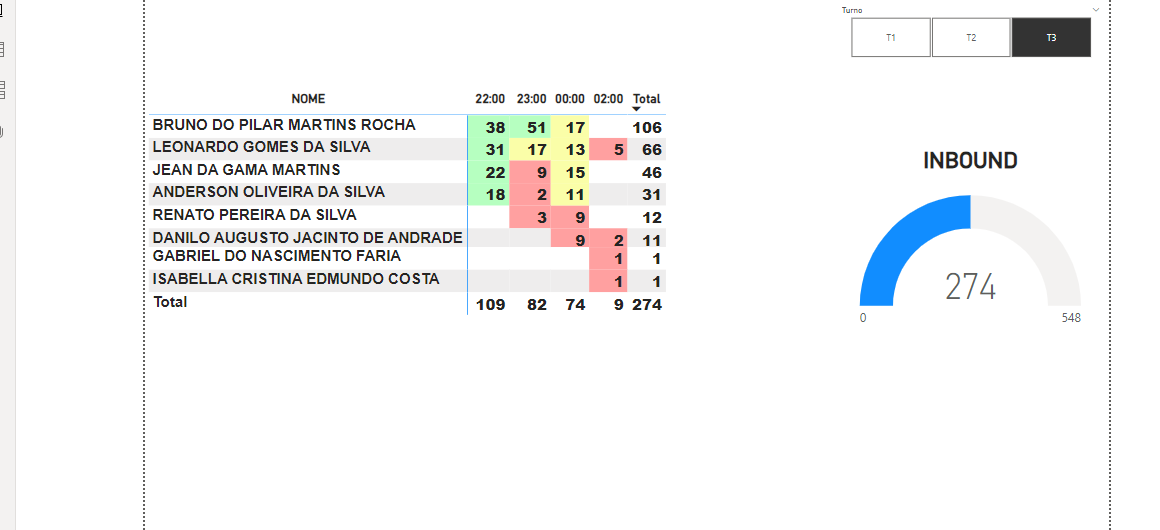 Turno
T1 T2 T3
NOME 22:00 23:00 00:00 02:00 Total
BRUNO DO PILAR MARTINS ROCHA 38 51 17 106
LEONARDO GOMES DA SILVA 31 17 13 5 66
JEAN DA GAMA MARTINS 22 9 15 46
ANDERSON OLIVEIRA DA SILVA 18 2 11 31
RENATO PEREIRA DA SILVA 3 9 12
DANILO AUGUSTO JACINTO DE ANDRADE 9 2 11
GABRIEL DO NASCIMENTO FARIA 1 1
ISABELLA CRISTINA EDMUNDO COSTA 1 1
Total 109 82 74 9 274
INBOUND
274
0 548